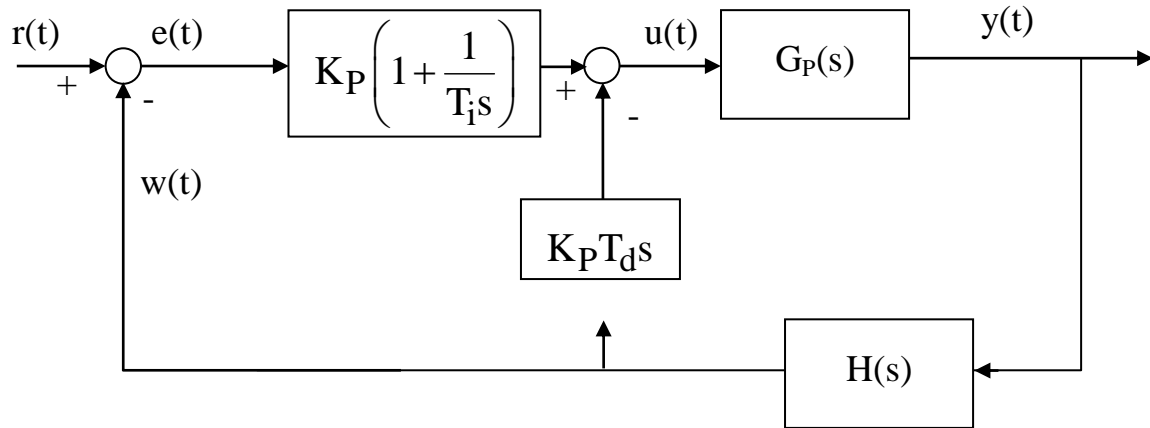 r(t)
+
-
e(t)
K_P(1 + 1/(T_i s))
+
-
u(t)
G_P(s)
y(t)
w(t)
K_P T_d s
H(s)